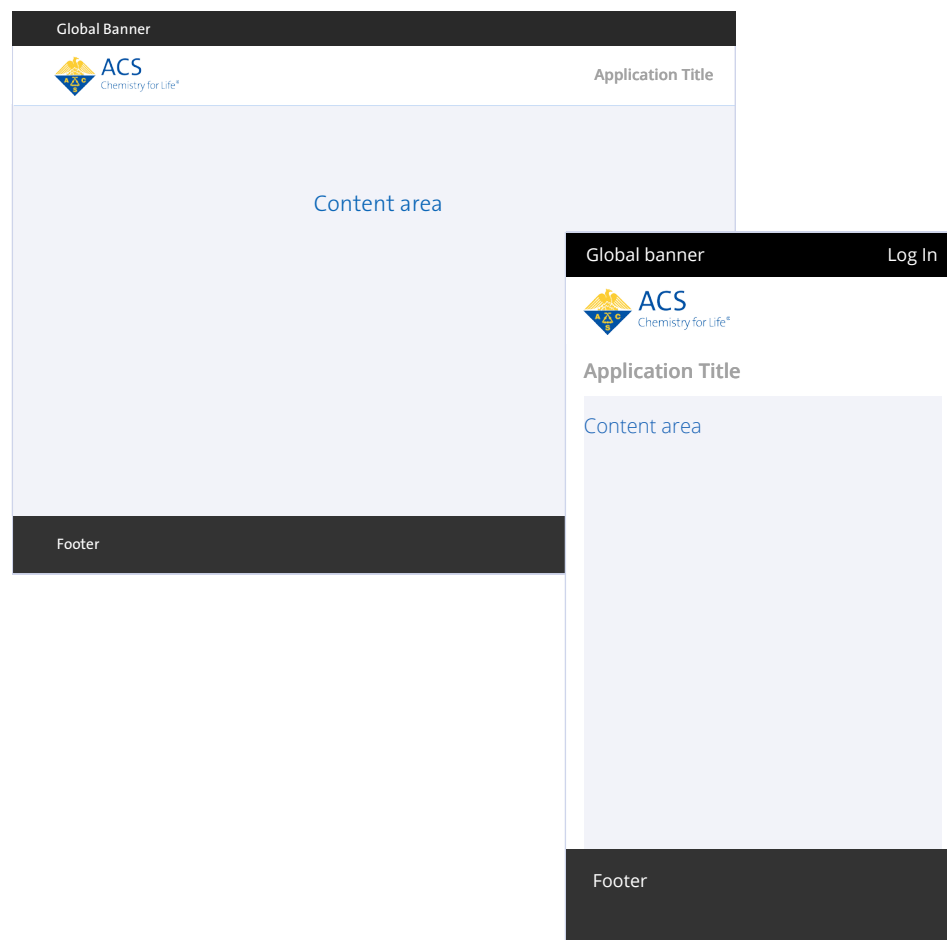 Global Banner
ACS
Chemistry for Life®
A C S
Application Title
Content area
Footer
Global banner
Log In
ACS
Chemistry for Life®
A C S
Application Title
Content area
Footer